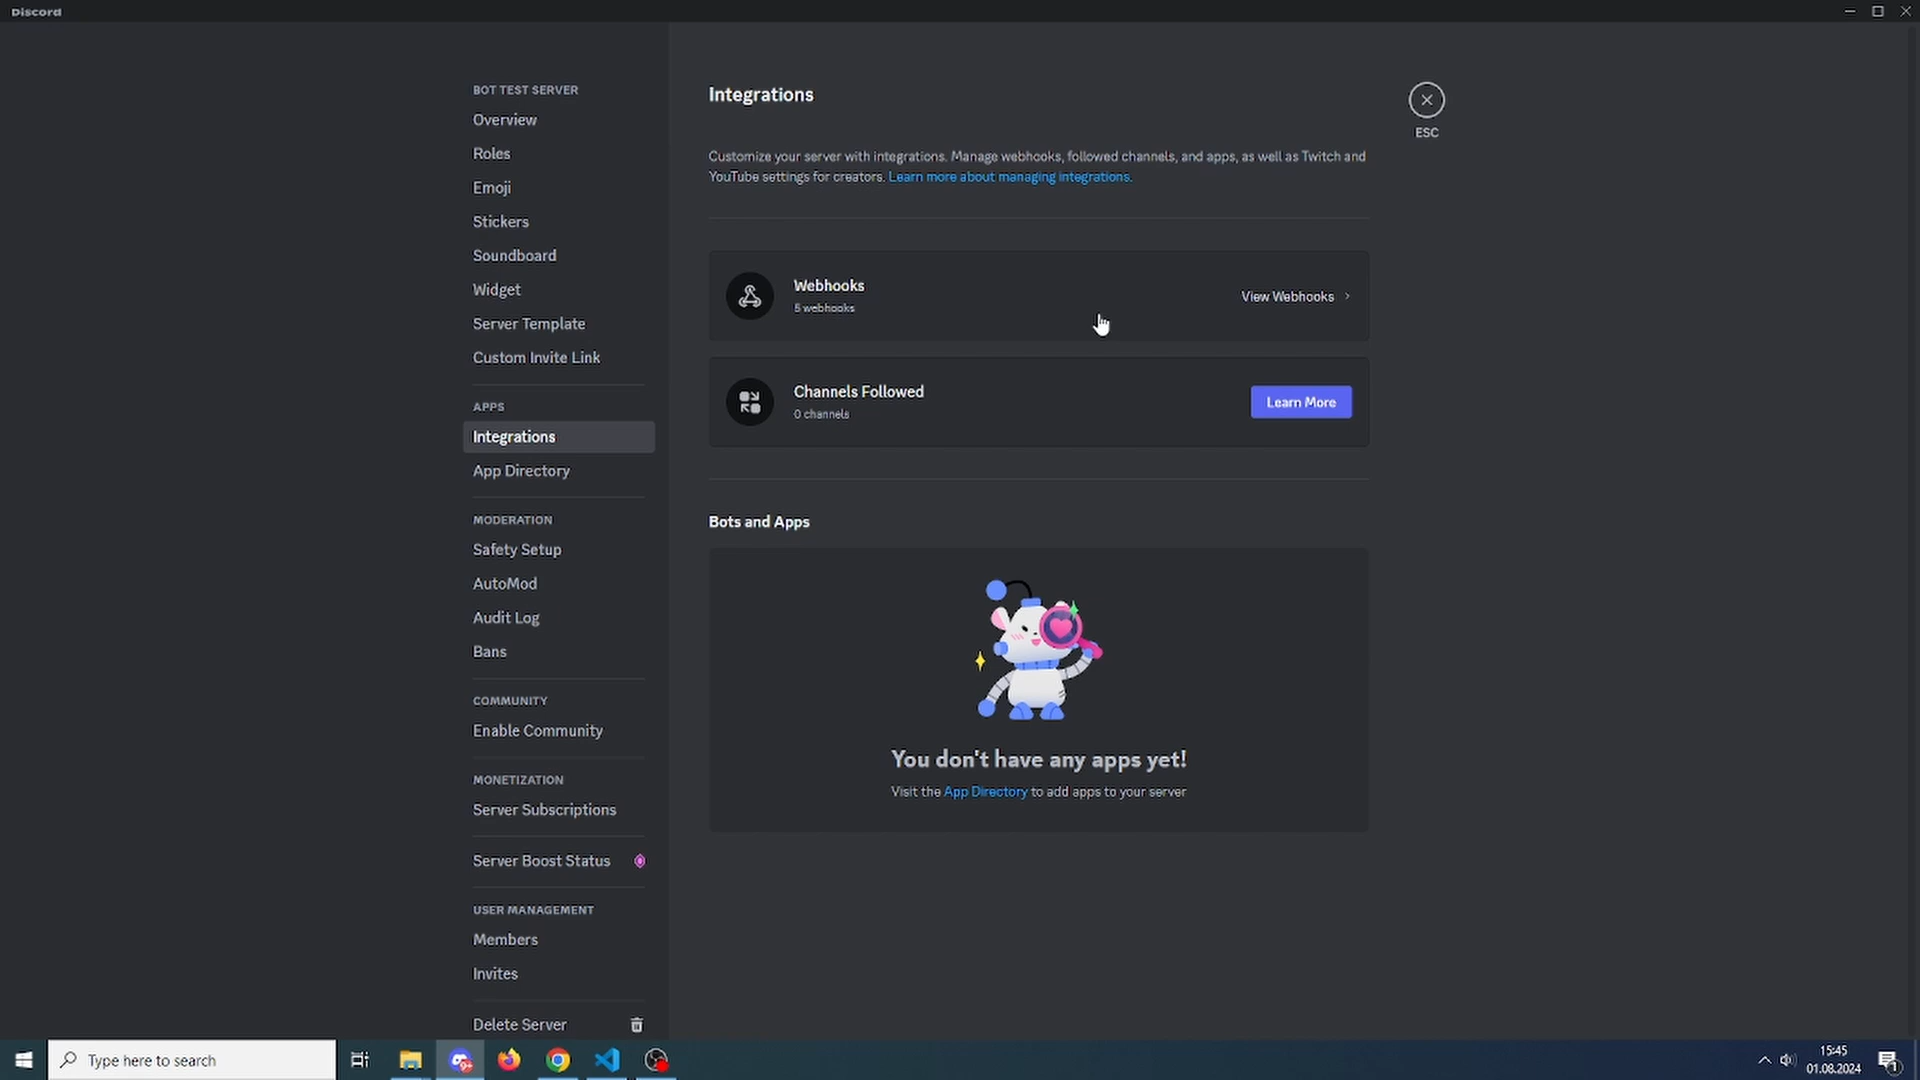 Discord
BOT TEST SERVER
Overview
Roles
Emoji
Stickers
Soundboard
Widget
Server Template
Custom Invite Link
APPS
Integrations
App Directory
MODERATION
Safety Setup
AutoMod
Audit Log
Bans
COMMUNITY
Enable Community
MONETIZATION
Server Subscriptions
Server Boost Status
USER MANAGEMENT
Members
Invites
Delete Server
Integrations
ESC
Customize your server with integrations. Manage webhooks, followed channels, and apps, as well as Twitch and
YouTube settings for creators. Learn more about managing integrations.
Webhooks
5 webhooks
View Webhooks
Channels Followed
0 channels
Learn More
Bots and Apps
You don't have any apps yet!
Visit the App Directory to add apps to your server
Type here to search
9+
15:45
01.08.2024
1